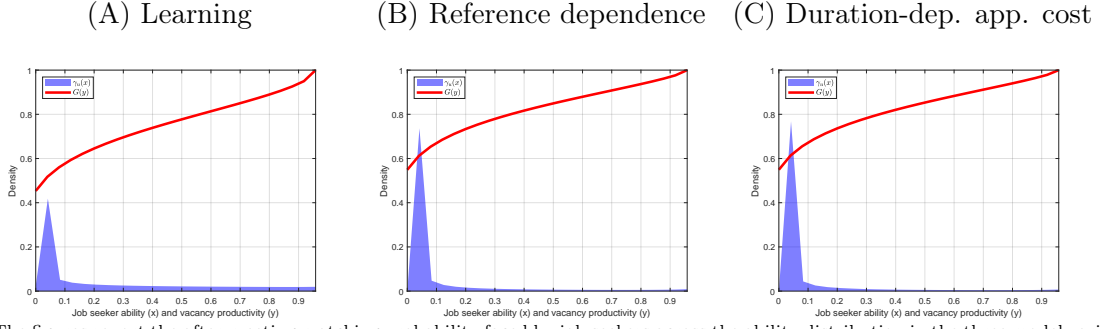 (A) Learning
(B) Reference dependence
(C) Duration-dep. app. cost
γu(x)
G(y)
1
0.8
0.6
0.4
0.2
0
Density
0 0.1 0.2 0.3 0.4 0.5 0.6 0.7 0.8 0.9
Job seeker ability (x) and vacancy productivity (y)
γu(x)
G(y)
1
0.8
0.6
0.4
0.2
0
Density
0 0.1 0.2 0.3 0.4 0.5 0.6 0.7 0.8 0.9
Job seeker ability (x) and vacancy productivity (y)
γu(x)
G(y)
1
0.8
0.6
0.4
0.2
0
Density
0 0.1 0.2 0.3 0.4 0.5 0.6 0.7 0.8 0.9
Job seeker ability (x) and vacancy productivity (y)